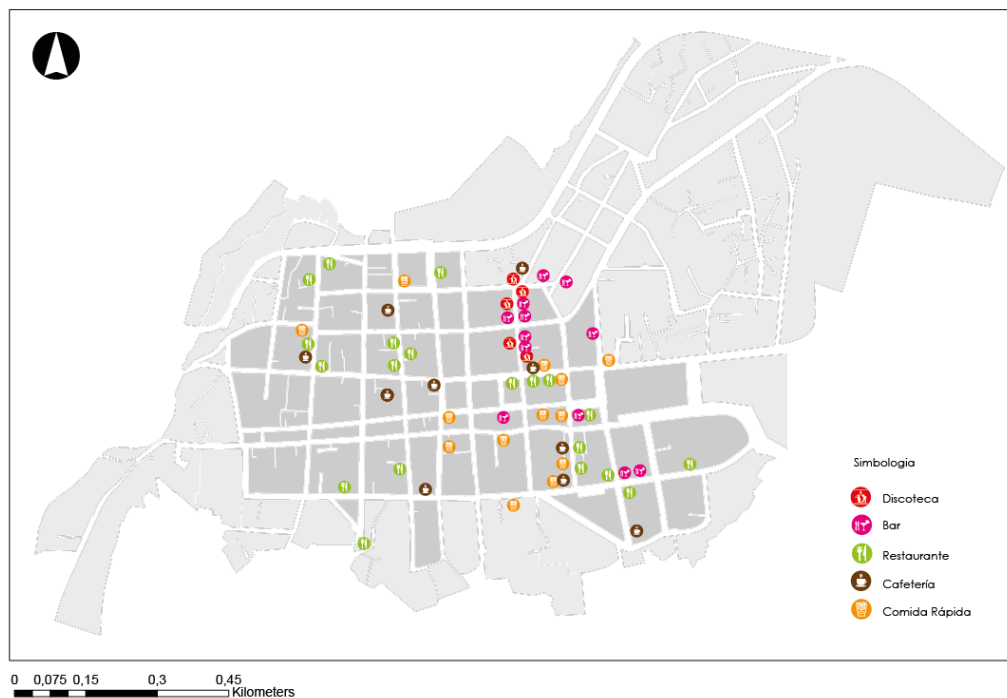 Simbologia
Discoteca
Bar
Restaurante
Cafetería
Comida Rápida
0 0,075 0,15 0,3 0,45
Kilometers